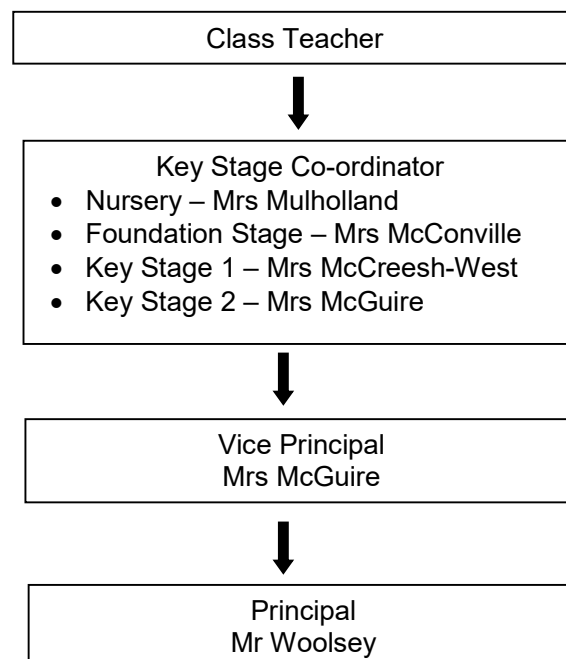 Class Teacher
Key Stage Co-ordinator
• Nursery – Mrs Mulholland
• Foundation Stage – Mrs McConville
• Key Stage 1 – Mrs McCreesh-West
• Key Stage 2 – Mrs McGuire
Vice Principal
Mrs McGuire
Principal
Mr Woolsey